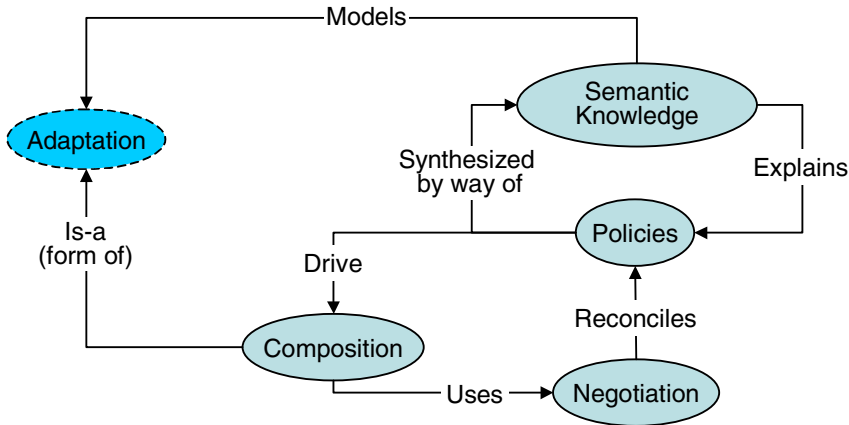 Models
Semantic
Knowledge
Adaptation
Synthesized
by way of
Explains
Is-a
(form of)
Policies
Drive
Reconciles
Composition
Uses
Negotiation